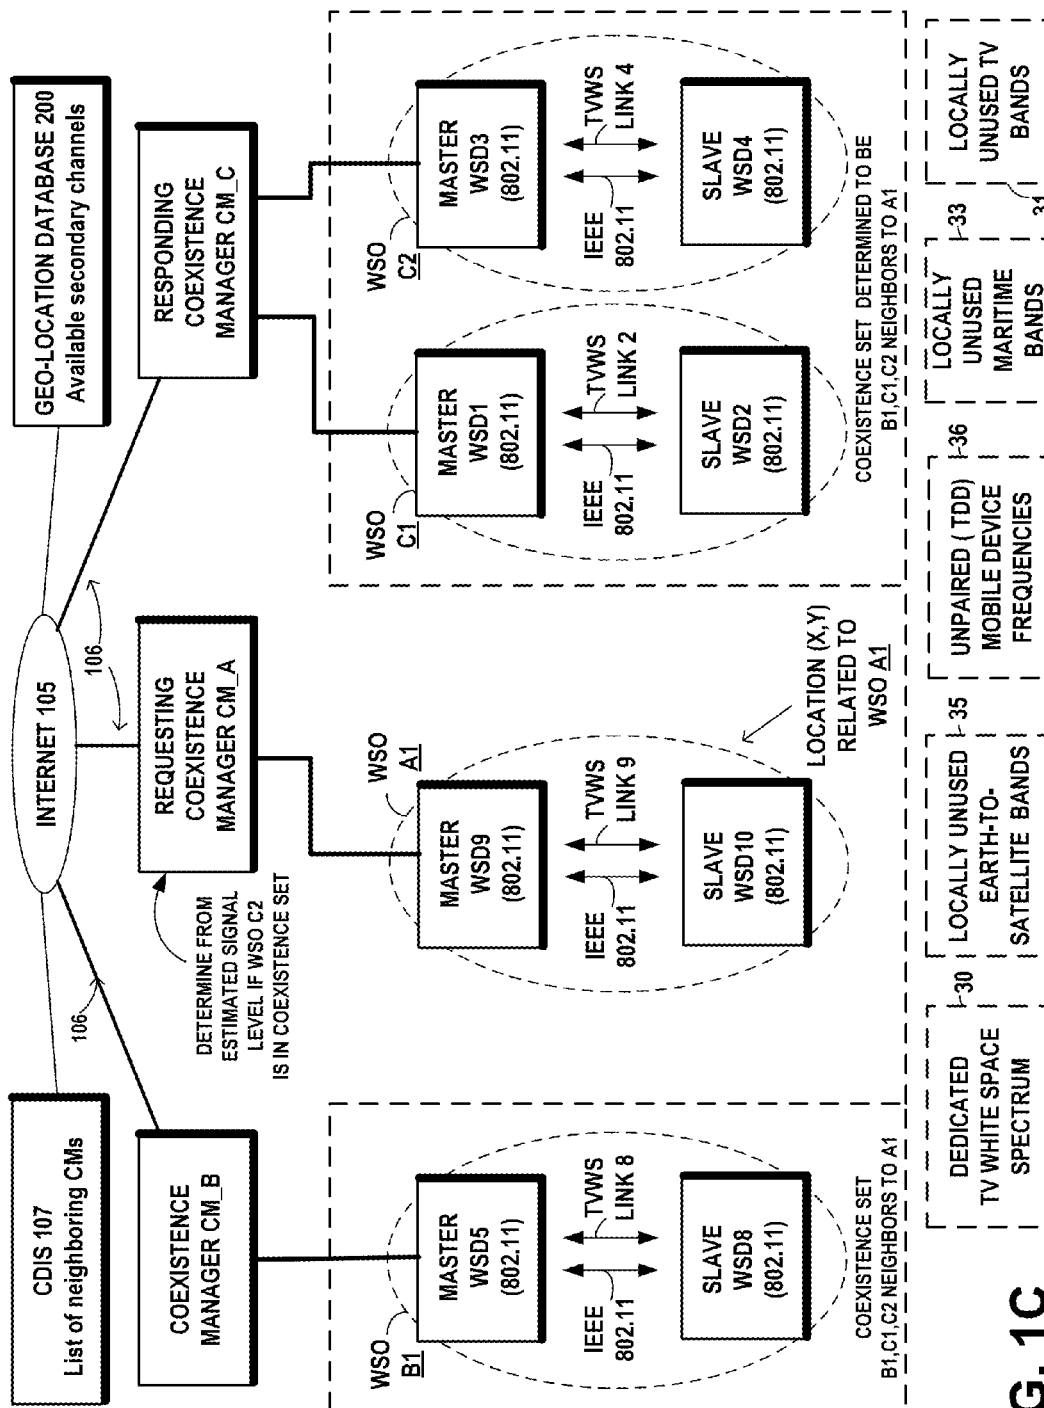 CDIS 107
List of neighboring CMs
INTERNET 105
GEO-LOCATION DATABASE 200
Available secondary channels
COEXISTENCE
MANAGER CM_B
106
DETERMINE FROM
ESTIMATED SIGNAL
LEVEL IF WSO C2
IS IN COEXISTENCE SET
REQUESTING
COEXISTENCE
MANAGER CM_A
106
RESPONDING
COEXISTENCE
MANAGER CM_C
WSO
B1
MASTER
WSD5
(802.11)
IEEE
802.11
TVWS
LINK 8
SLAVE
WSD8
(802.11)
COEXISTENCE SET
B1,C1,C2 NEIGHBORS TO A1
WSO
A1
MASTER
WSD9
(802.11)
IEEE
802.11
TVWS
LINK 9
SLAVE
WSD10
(802.11)
LOCATION (X,Y)
RELATED TO
WSO A1
WSO
C1
MASTER
WSD1
(802.11)
IEEE
802.11
TVWS
LINK 2
SLAVE
WSD2
(802.11)
WSO
C2
MASTER
WSD3
(802.11)
IEEE
802.11
TVWS
LINK 4
SLAVE
WSD4
(802.11)
COEXISTENCE SET DETERMINED TO BE
B1,C1,C2 NEIGHBORS TO A1
DEDICATED
TV WHITE SPACE
SPECTRUM
30
LOCALLY UNUSED
EARTH-TO-
SATELLITE BANDS
35
UNPAIRED ( TDD)
MOBILE DEVICE
FREQUENCIES
36
LOCALLY
UNUSED
MARITIME
BANDS
33
LOCALLY
UNUSED TV
BANDS
31
G. 1C